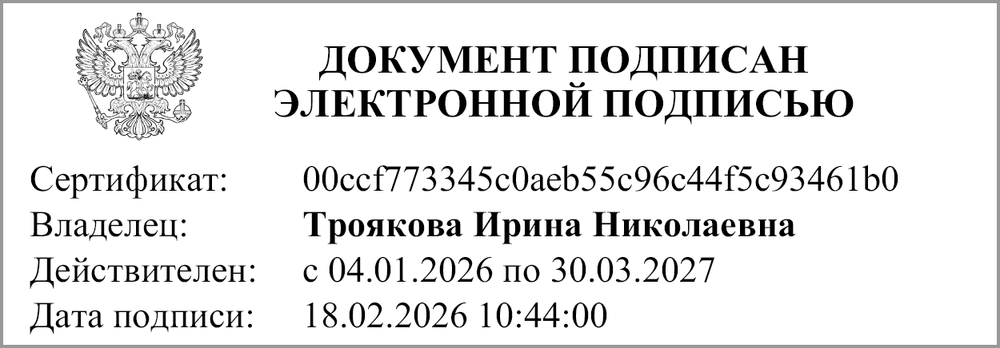 ДОКУМЕНТ ПОДПИСАН
ЭЛЕКТРОННОЙ ПОДПИСЬЮ
Сертификат: 00ccf773345c0aeb55c96c44f5c93461b0
Владелец: Троякова Ирина Николаевна
Действителен: с 04.01.2026 по 30.03.2027
Дата подписи: 18.02.2026 10:44:00